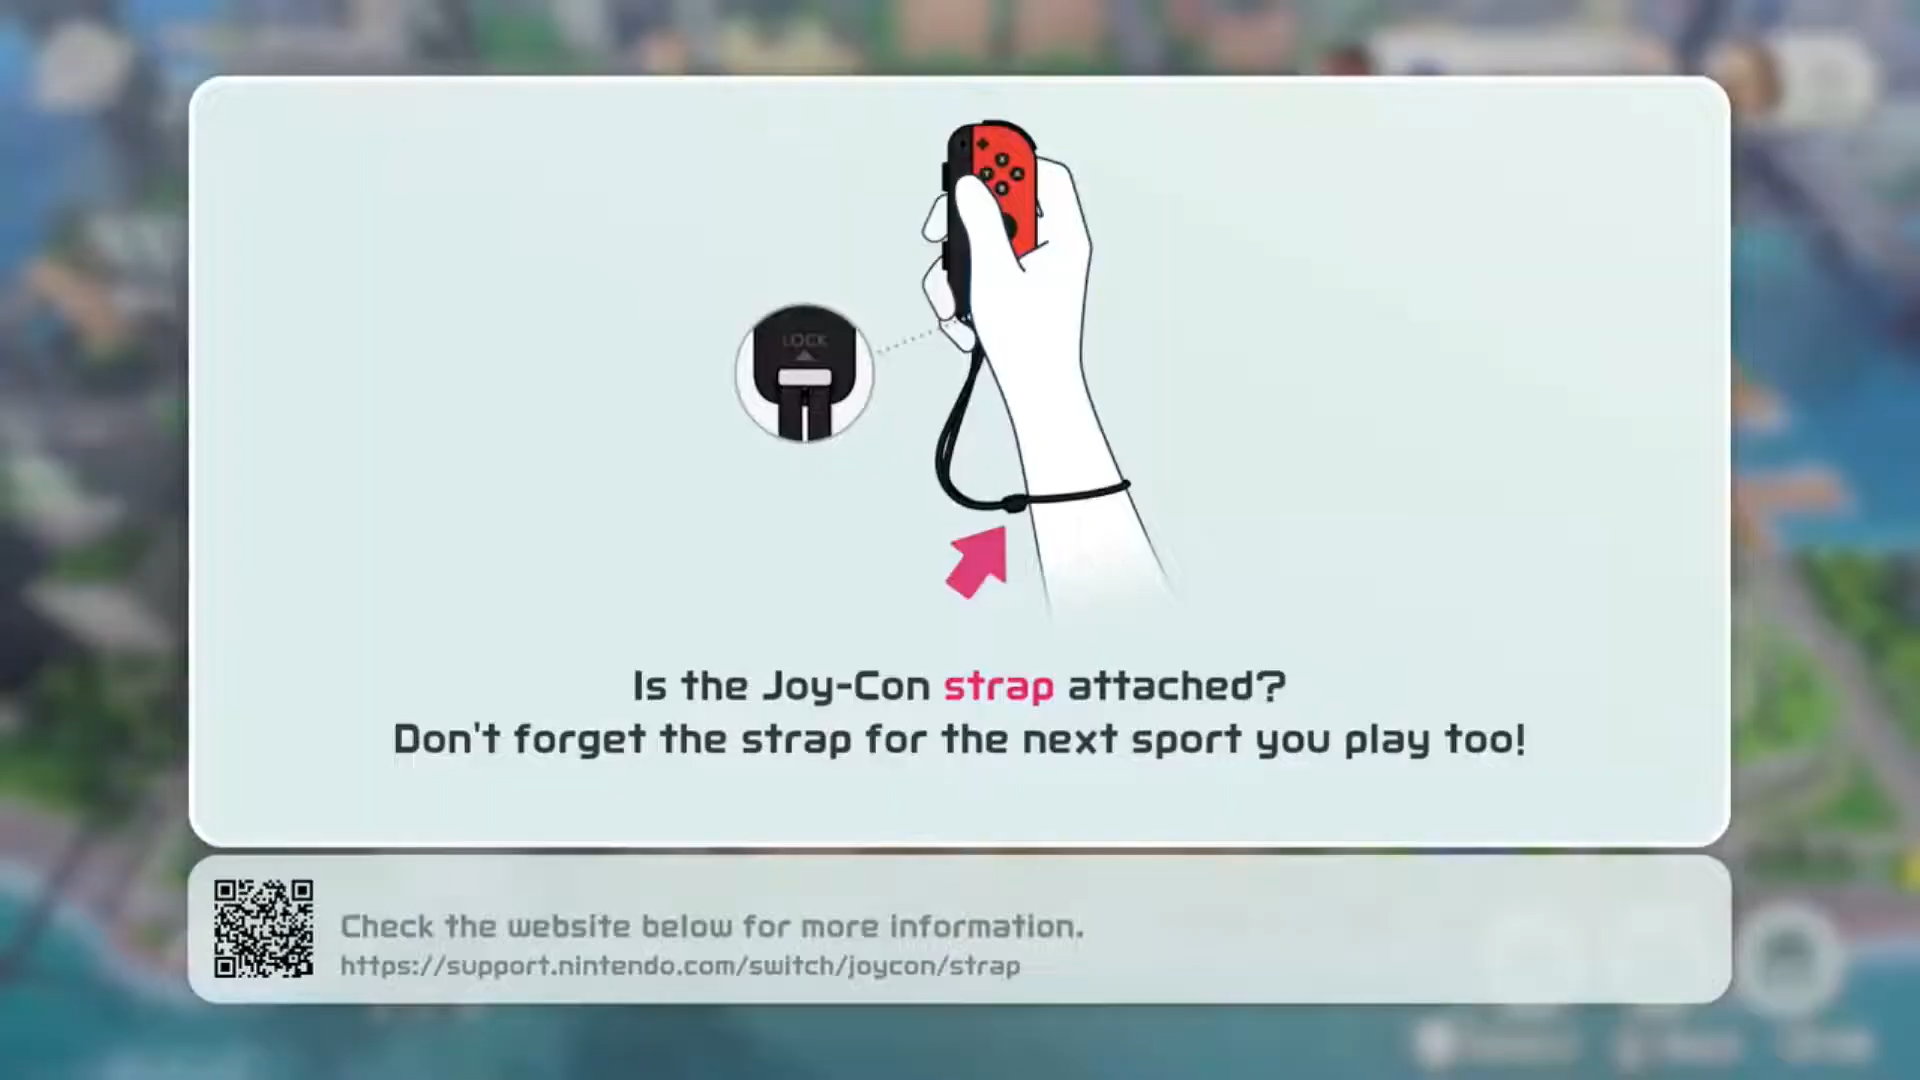 LOCK
Is the Joy-Con strap attached?
Don't forget the strap for the next sport you play too!
Check the website below for more information.
https://support.nintendo.com/switch/joycon/strap